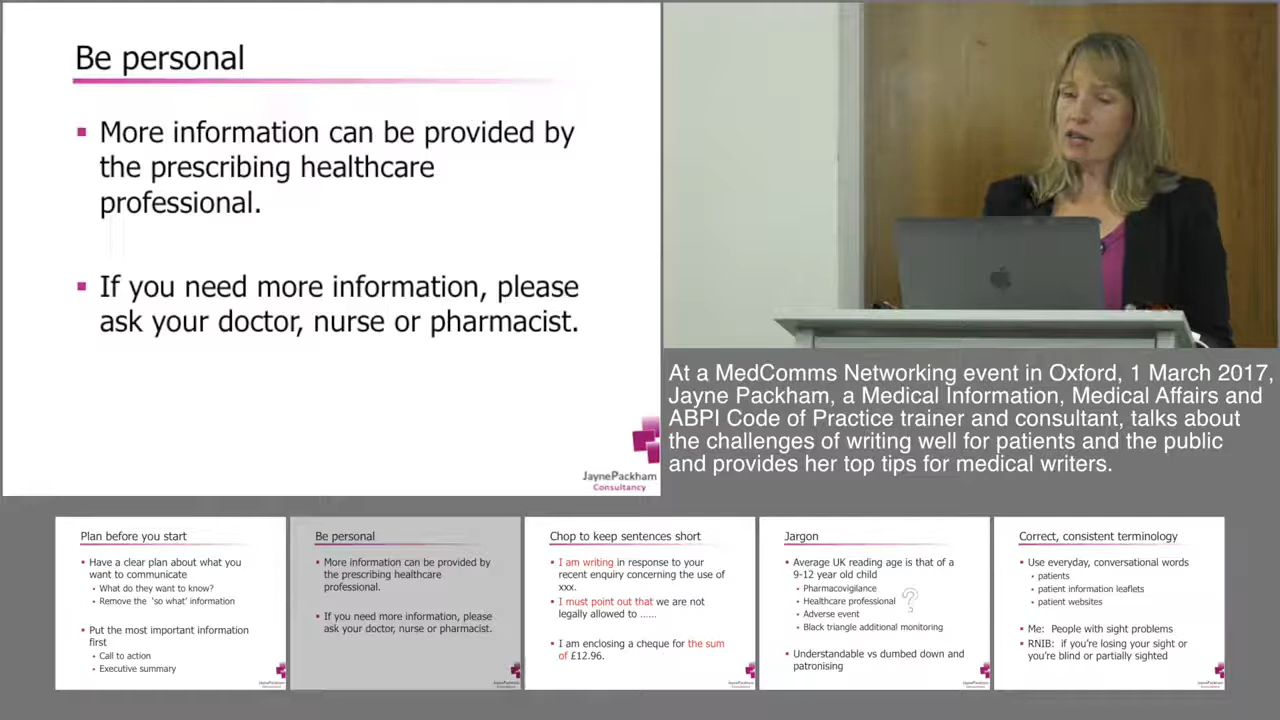 Be personal
▪ More information can be provided by
the prescribing healthcare
professional.
▪ If you need more information, please
ask your doctor, nurse or pharmacist.
JaynePackham
Consultancy
At a MedComms Networking event in Oxford, 1 March 2017,
Jayne Packham, a Medical Information, Medical Affairs and
ABPI Code of Practice trainer and consultant, talks about
the challenges of writing well for patients and the public
and provides her top tips for medical writers.
Plan before you start
▪ Have a clear plan about what you
want to communicate
▪ What do they want to know?
▪ Remove the 'so what' information
▪ Put the most important information
first
▪ Call to action
▪ Executive summary
Be personal
▪ More information can be provided by
the prescribing healthcare
professional.
▪ If you need more information, please
ask your doctor, nurse or pharmacist.
Chop to keep sentences short
▪ I am writing in response to your
recent enquiry concerning the use of
xxx.
▪ I must point out that we are not
legally allowed to ......
▪ I am enclosing a cheque for the sum
of £12.96.
Jargon
▪ Average UK reading age is that of a
9-12 year old child
▪ Pharmacovigilance
▪ Healthcare professional
▪ Adverse event
▪ Black triangle additional monitoring
?
▪ Understandable vs dumbed down and
patronising
Correct, consistent terminology
▪ Use everyday, conversational words
▪ patients
▪ patient information leaflets
▪ patient websites
▪ Me: People with sight problems
▪ RNIB: if you're losing your sight or
you're blind or partially sighted